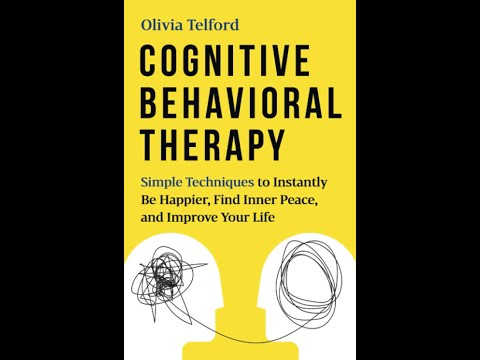 Olivia Telford
COGNITIVE
BEHAVIORAL
THERAPY
Simple Techniques to Instantly
Be Happier, Find Inner Peace,
and Improve Your Life